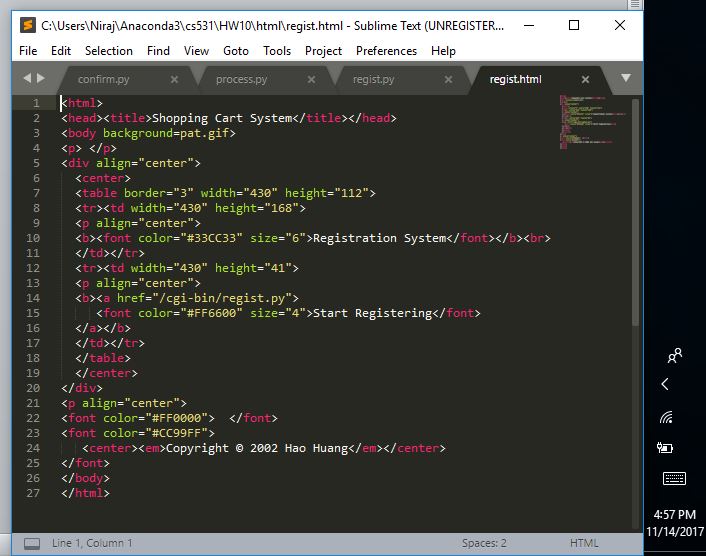 C:\Users\Niraj\Anaconda3\cs531\HW10\html\regist.html - Sublime Text (UNREGISTER...
File Edit Selection Find View Goto Tools Project Preferences Help
confirm.py process.py regist.py regist.html
1 <html>
2 <head><title>Shopping Cart System</title></head>
3 <body background=pat.gif>
4 <p> </p>
5 <div align="center">
6 <center>
7 <table border="3" width="430" height="112">
8 <tr><td width="430" height="168">
9 <p align="center">
10 <b><font color="#33CC33" size="6">Registration System</font></b><br>
11 </td></tr>
12 <tr><td width="430" height="41">
13 <p align="center">
14 <b><a href="/cgi-bin/regist.py">
15 <font color="#FF6600" size="4">Start Registering</font>
16 </a></b>
17 </td></tr>
18 </table>
19 </center>
20 </div>
21 <p align="center">
22 <font color="#FF0000">  </font>
23 <font color="#CC99FF">
24 <center><em>Copyright © 2002 Hao Huang</em></center>
25 </font>
26 </body>
27 </html>
Line 1, Column 1 Spaces: 2 HTML
4:57 PM
11/14/2017